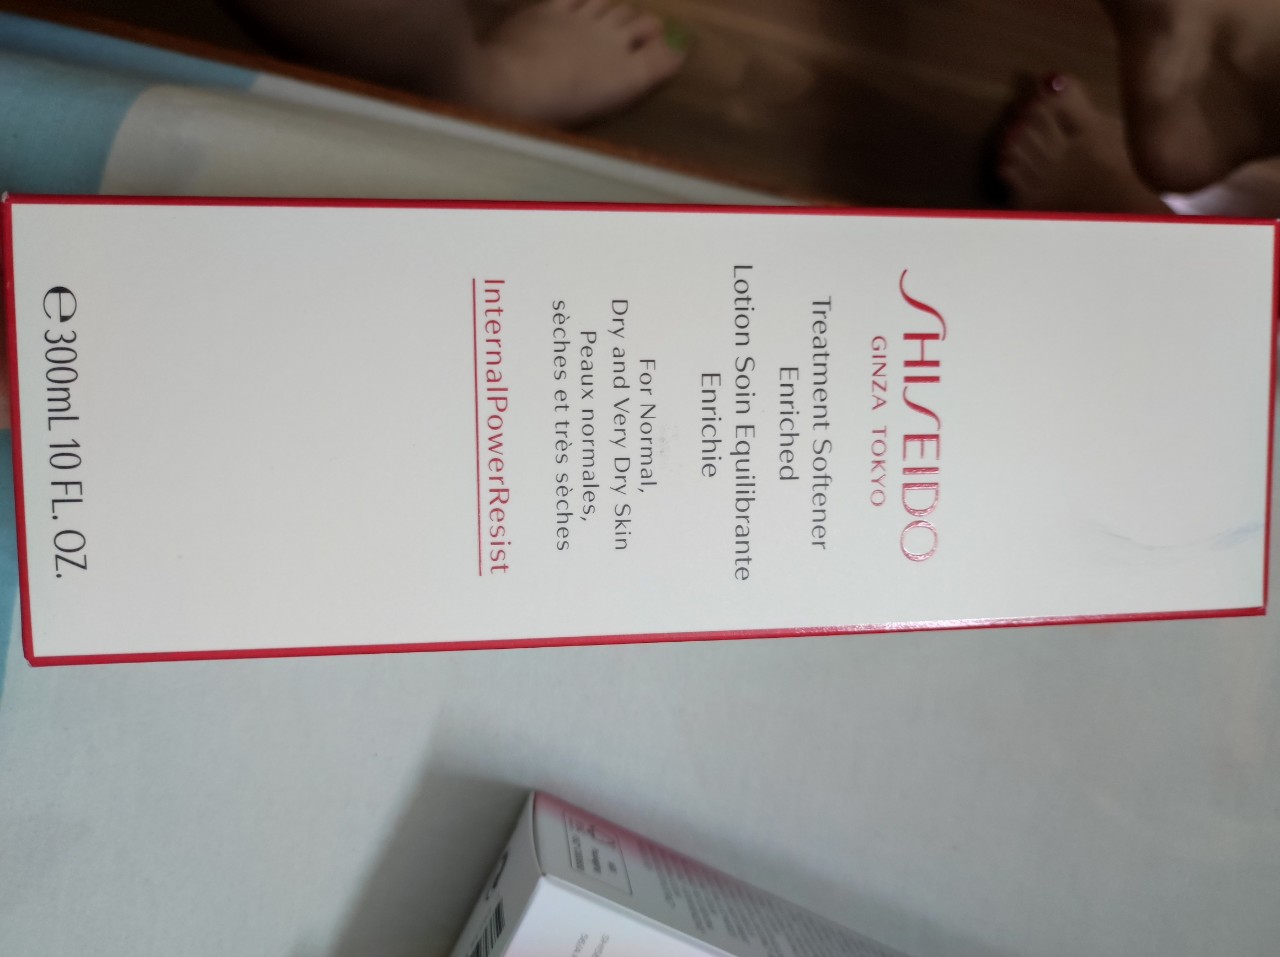 SHISEIDO
GINZA TOKYO
Treatment Softener
Enriched
Lotion Soin Equilibrante
Enrichie
For Normal,
Dry and Very Dry Skin
Peaux normales,
sèches et très sèches
InternalPowerResist
℮300mL 10 FL. OZ.